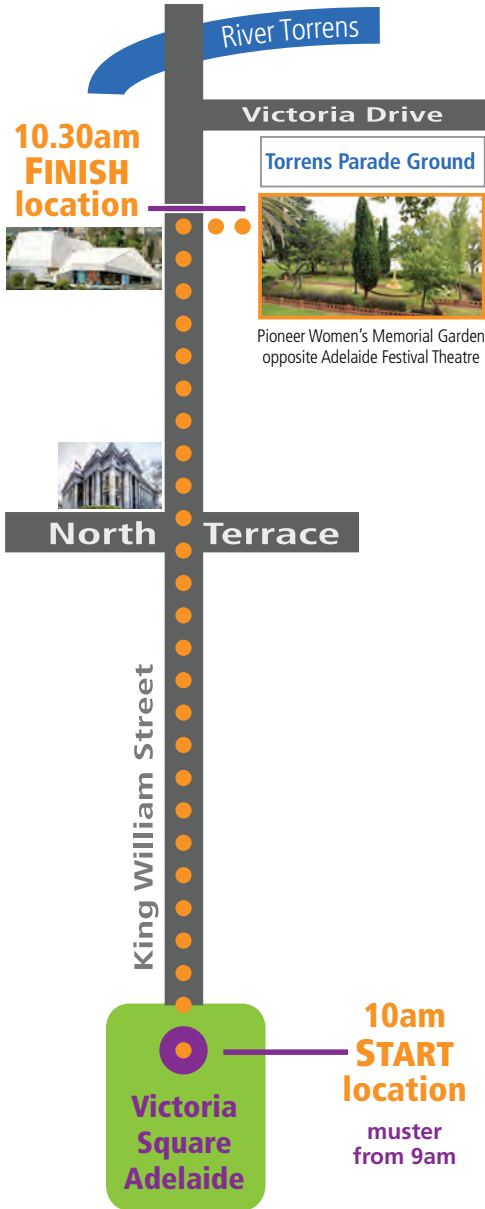 River Torrens
Victoria Drive
10.30am
FINISH
location
Torrens Parade Ground
Pioneer Women's Memorial Garden
opposite Adelaide Festival Theatre
North Terrace
King William Street
10am
START
location
muster
from 9am
Victoria
Square
Adelaide